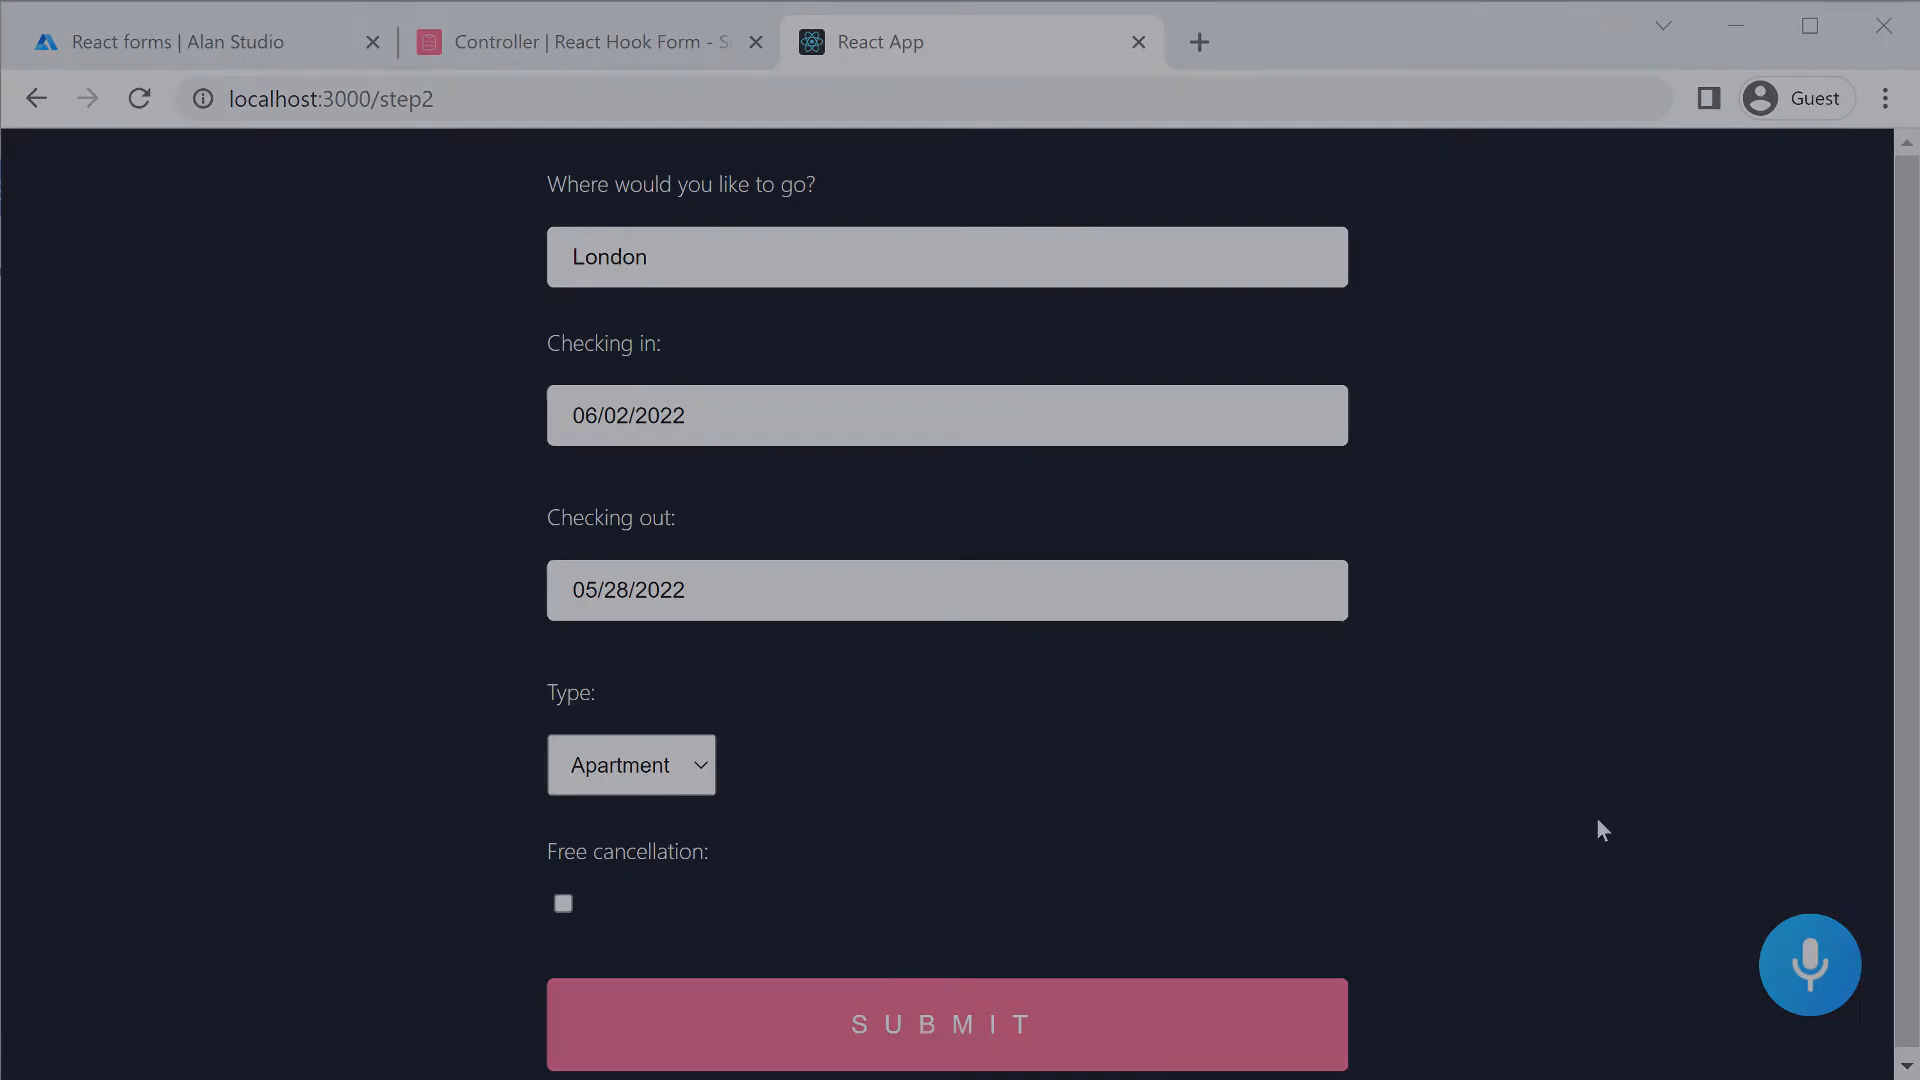 React forms | Alan Studio
Controller | React Hook Form - S
React App
localhost:3000/step2
Guest
Where would you like to go?
London
Checking in:
06/02/2022
Checking out:
05/28/2022
Type:
Apartment
Free cancellation:
SUBMIT